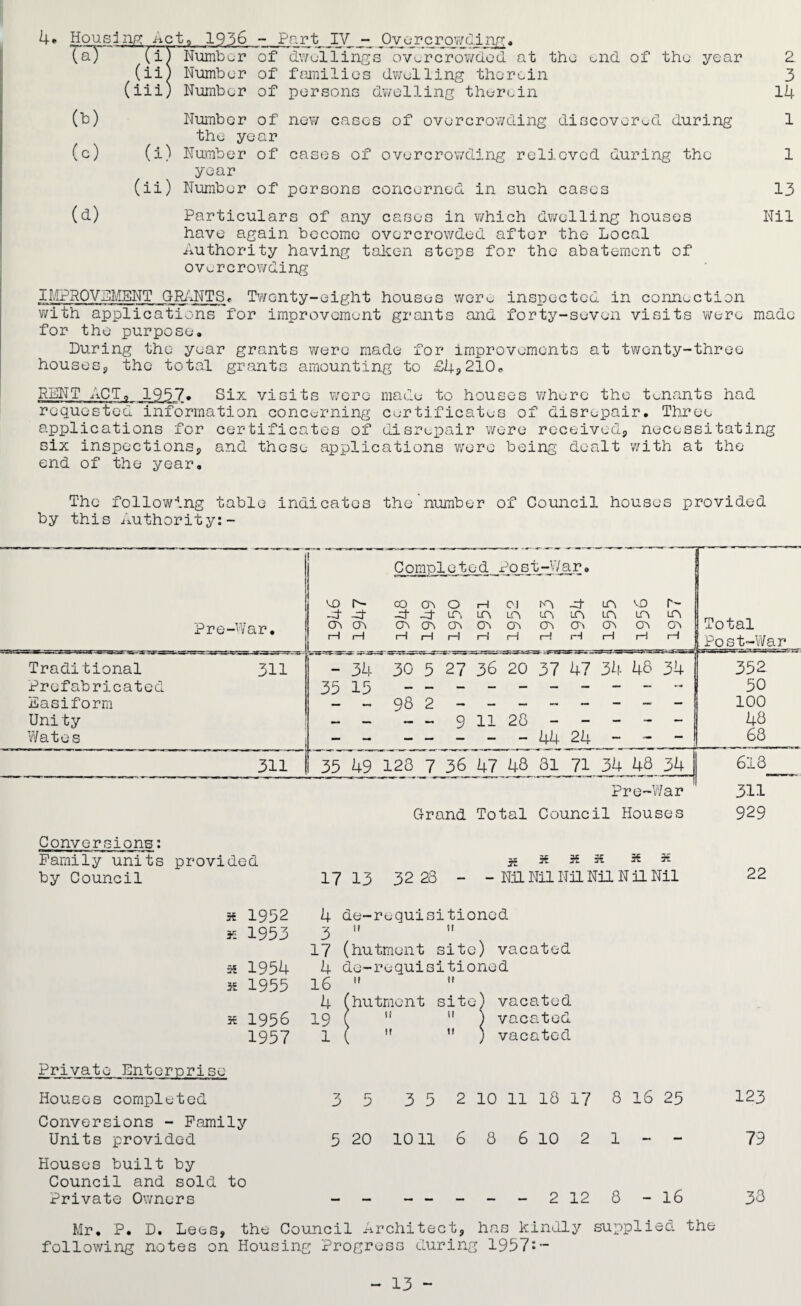 4. Housing Act, 1936 - Part IV - Overcrowding.
(a) (i) Number of dwellings overcrowded at the end of the year 2
(ii) Number of families dwelling therein 3
(iii) Number of persons dwelling therein 14
(b) Number of new cases of overcrowding discovered during 1
the year
(c) (i) Number of cases of overcrowding relieved during the 1
year
(ii) Number of persons concerned in such cases 13
(d) Particulars of any cases in which dwelling houses Nil
have again become overcrowded after the Local
Authority having taken steps for the abatement of
overcrowding
IMPROVEMENT GRANTS. Twenty-eight houses were inspected in connection
with applications for improvement grants and forty-seven visits were made
for the purpose.
During the year grants were made for improvements at twenty-three
houses, the total grants amounting to £4,210.
RENT ACT, 1957. Six visits were made to houses where the tenants had
requested information concerning certificates of disrepair. Three
applications for certificates of disrepair were received, necessitating
six inspections, and these applications were being dealt with at the
end of the year.
The following table indicates the number of Council houses provided
by this Authority:-
Completed Post-War.
Pre-War. 1946 1947 1948 1949 1950 1951 1952 1953 1954 1955 1956 1957 Total
Post-War
Traditional 311 - 34 30 5 27 36 20 37 47 34 48 34 352
Prefabricated 35 15 - - - - - - - - - - 50
Easiform - - 98 2 - - - - - - - - 100
Unity - - - - 9 11 28 - - - - - 48
Wates - - - - - - - 44 24 - - - 68
311 35 49 128 7 36 47 48 81 71 34 48 34 618
Pre-War 311
Grand Total Council Houses 929
Conversions:
Family units provided ж ж ж ж ж ж
by Council 17 13 32 28 - - Nil Nil Nil Nil Nil Nil 22
ж 1952 4 de-requisitioned
ж 1953 3 " "
17 (hutment site) vacated
ж 1954 4 de-requisitioned
ж 1955 16 " "
4 (hutment site) vacated
ж 1956 19 ( " " ) vacated
1957 1 ( " " ) vacated
Private Enterprise
Houses completed 3 5 3 5 2 10 11 18 17 8 16 25 123
Conversions - Family
Units provided 5 20 10 11 6 8 6 10 2 1 - - 79
Houses built by
Council and sold to
Private Owners - - - - - - - 2 12 8 - 16 38
Mr. P. D. Lees, the Council Architect, has kindly supplied the
following notes on Housing Progress during 1957:-
- 13 -